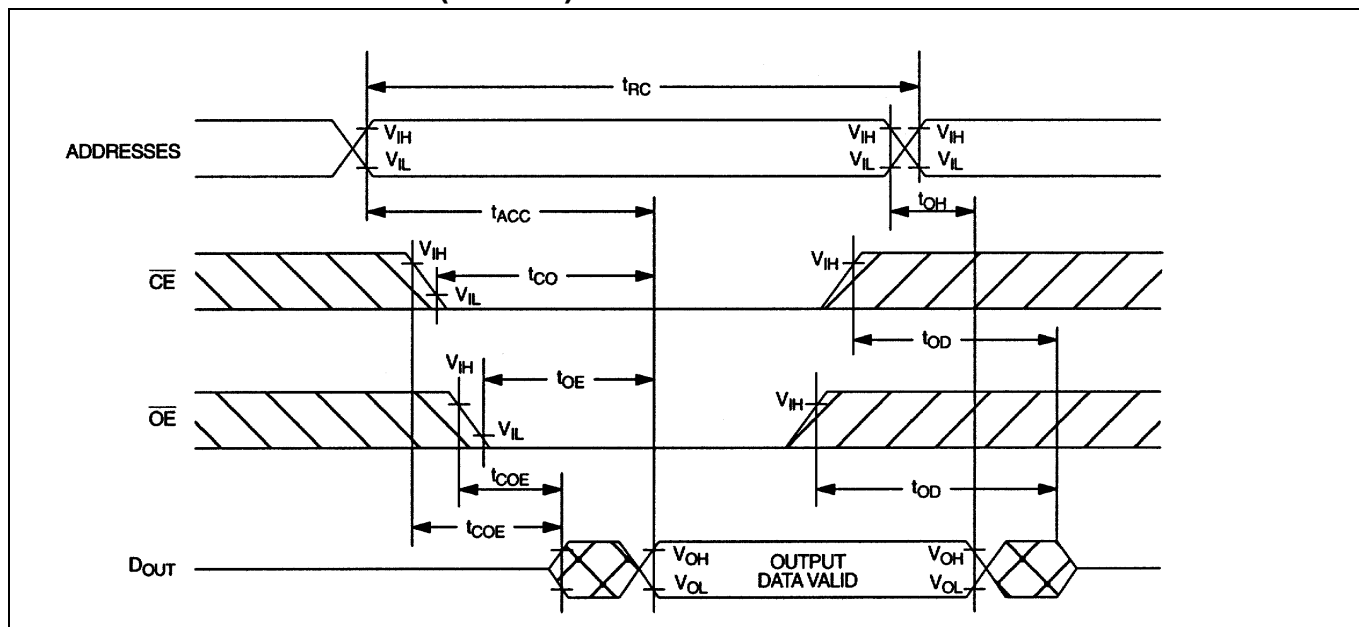 tRC
VIH VIH VIH
ADDRESSES
VIL VIL VIL
tACC tOH
VIH
CE tCO VIH
VIL
tOD
VIH
tOE
OE VIH
VIL
tCOE tOD
tCOE
DOUT VOH OUTPUT VOH
VOL DATA VALID VOL